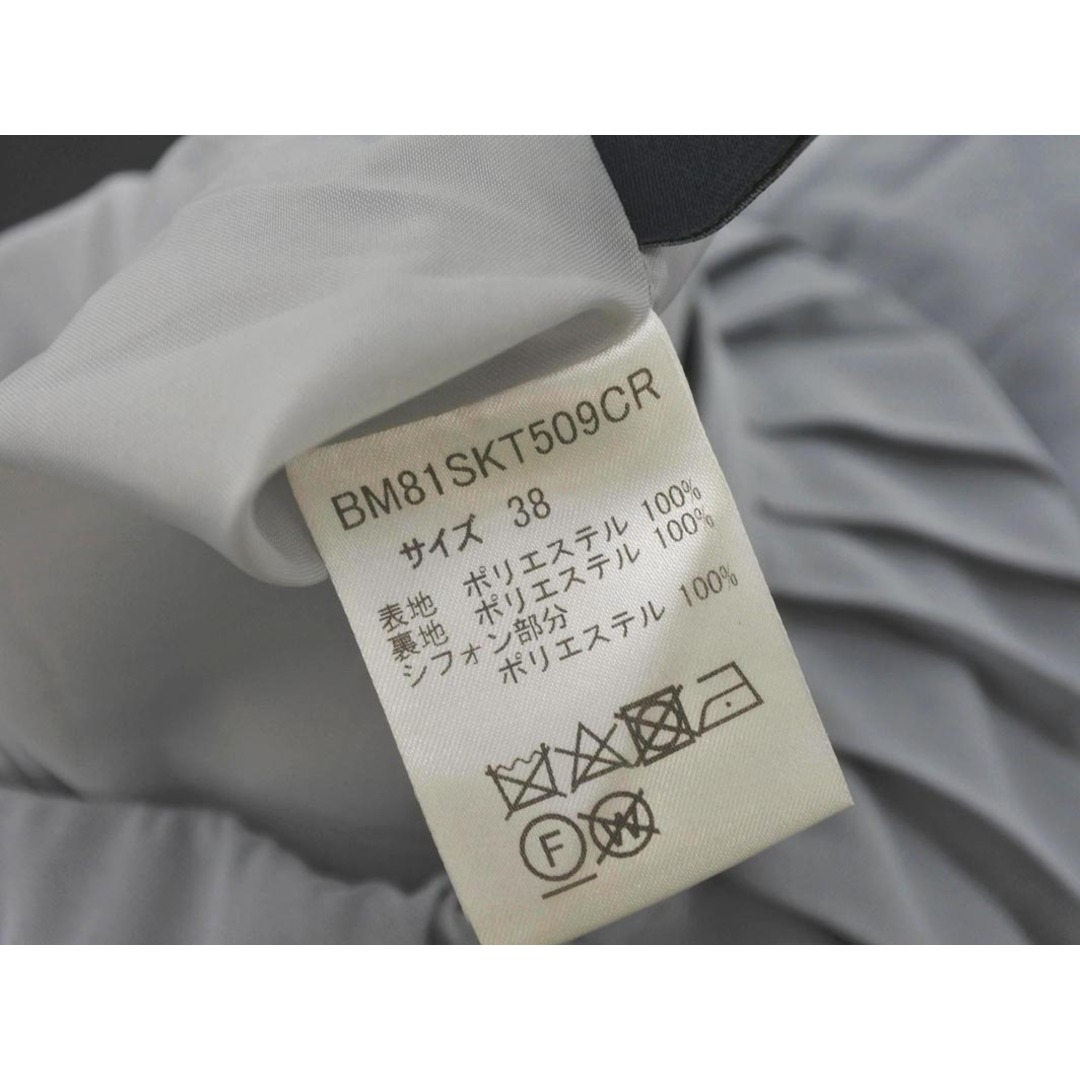 BM81SKT509CR
サイズ 38
表地 ポリエステル 100%
裏地 ポリエステル 100%
シフォン部分
ポリエステル 100%
F W